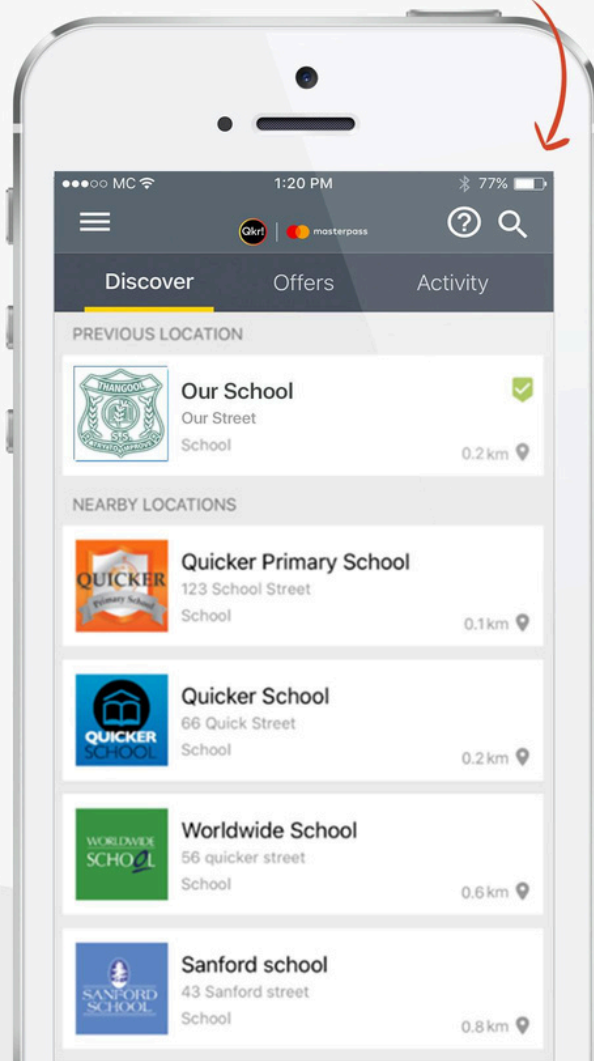 MC 1:20 PM 77%
Qkr! masterpass
Discover Offers Activity
PREVIOUS LOCATION
THANGOOL
S.S.
Our School
Our Street
School
0.2 km
NEARBY LOCATIONS
QUICKER
Primary School
Quicker Primary School
123 School Street
School
0.1 km
QUICKER
SCHOOL
Quicker School
66 Quick Street
School
0.2 km
WORLDWIDE
SCHOOL
Worldwide School
56 quicker street
School
0.6 km
SANFORD
SCHOOL
Sanford school
43 Sanford street
School
0.8 km